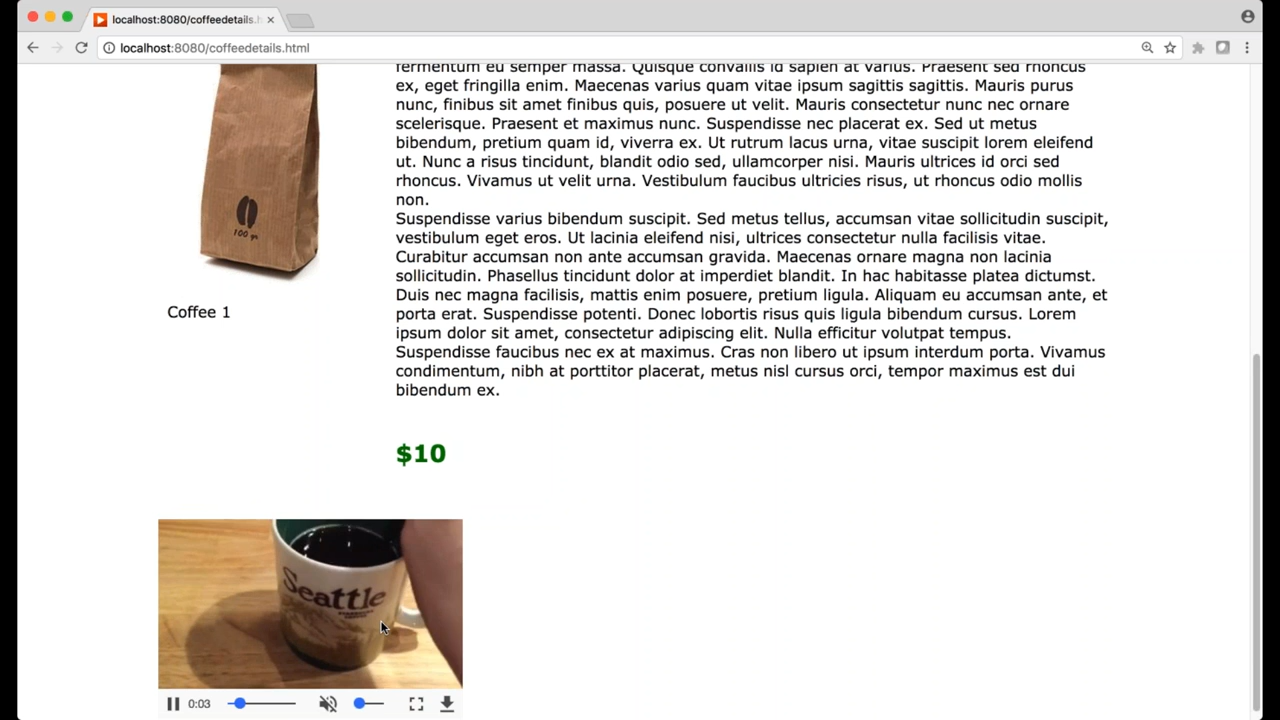 localhost:8080/coffeedetails.h
localhost:8080/coffeedetails.html
fermentum eu semper massa. Quisque convallis id sapien at varius. Praesent sed rhoncus
ex, eget fringilla enim. Maecenas varius quam vitae ipsum sagittis sagittis. Mauris purus
nunc, finibus sit amet finibus quis, posuere ut velit. Mauris consectetur nunc nec ornare
scelerisque. Praesent et maximus nunc. Suspendisse nec placerat ex. Sed ut metus
bibendum, pretium quam id, viverra ex. Ut rutrum lacus urna, vitae suscipit lorem eleifend
ut. Nunc a risus tincidunt, blandit odio sed, ullamcorper nisi. Mauris ultrices id orci sed
rhoncus. Vivamus ut velit urna. Vestibulum faucibus ultricies risus, ut rhoncus odio mollis
non.
Suspendisse varius bibendum suscipit. Sed metus tellus, accumsan vitae sollicitudin suscipit,
vestibulum eget eros. Ut lacinia eleifend nisi, ultrices consectetur nulla facilisis vitae.
Curabitur accumsan non ante accumsan gravida. Maecenas ornare magna non lacinia
sollicitudin. Phasellus tincidunt dolor at imperdiet blandit. In hac habitasse platea dictumst.
Duis nec magna facilisis, mattis enim posuere, pretium ligula. Aliquam eu accumsan ante, et
porta erat. Suspendisse potenti. Donec lobortis risus quis ligula bibendum cursus. Lorem
ipsum dolor sit amet, consectetur adipiscing elit. Nulla efficitur volutpat tempus.
Suspendisse faucibus nec ex at maximus. Cras non libero ut ipsum interdum porta. Vivamus
condimentum, nibh at porttitor placerat, metus nisl cursus orci, tempor maximus est dui
bibendum ex.
100 gr.
Coffee 1
$10
Seattle
0:03